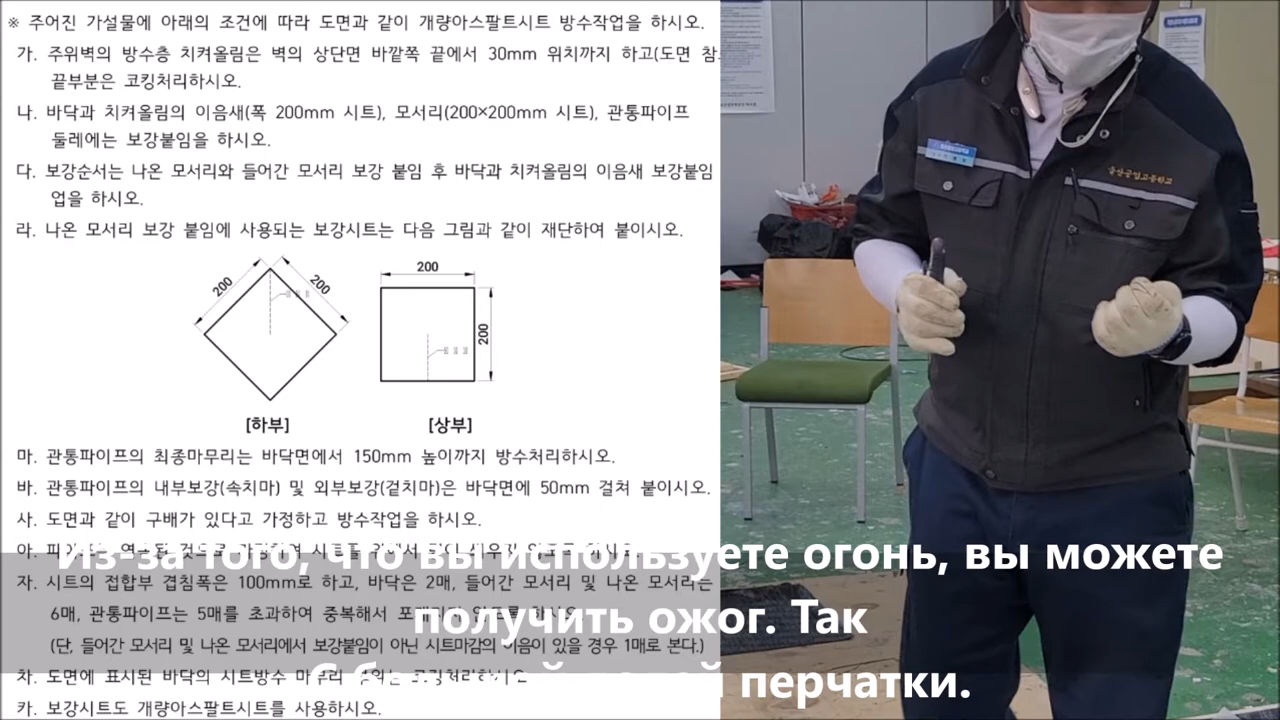 ※ 주어진 가설물에 아래의 조건에 따라 도면과 같이 개량아스팔트시트 방수작업을 하시오.
가. 주위벽의 방수층 치켜올림은 벽의 상단면 바깥쪽 끝에서 30mm 위치까지 하고(도면 참
끝부분은 코킹처리하시오.
나. 바닥과 치켜올림의 이음새(폭 200mm 시트), 모서리(200×200mm 시트), 관통파이프
둘레에는 보강붙임을 하시오.
다. 보강순서는 나온 모서리와 들어간 모서리 보강 붙임 후 바닥과 치켜올림의 이음새 보강붙임
업을 하시오.
라. 나온 모서리 보강 붙임에 사용되는 보강시트는 다음 그림과 같이 재단하여 붙이시오.
200 200 200 200
[하부] [상부]
마. 관통파이프의 최종마무리는 바닥면에서 150mm 높이까지 방수처리하시오.
바. 관통파이프의 내부보강(속치마) 및 외부보강(겉치마)은 바닥면에 50mm 걸쳐 붙이시오.
사. 도면과 같이 구배가 있다고 가정하고 방수작업을 하시오.
아.
자. 시트의 접합부 겹침폭은 100mm로 하고, 바닥은 2매, 들어간 모서리 및 나온 모서리는
6매, 관통파이프는 5매를 초과하여 중복해서
(단, 들어간 모서리 및 나온 모서리에서 보강붙임이 아닌 시트마감의 이음이 있을 경우 1매로 본다.)
차. 도면에 표시된 바닥의 시트방수
카. 보강시트도 개량아스팔트시트를 사용하시오.
울산공업고등학교
Из-за того, что вы используете огонь, вы можете
получить ожог. Так
перчатки.